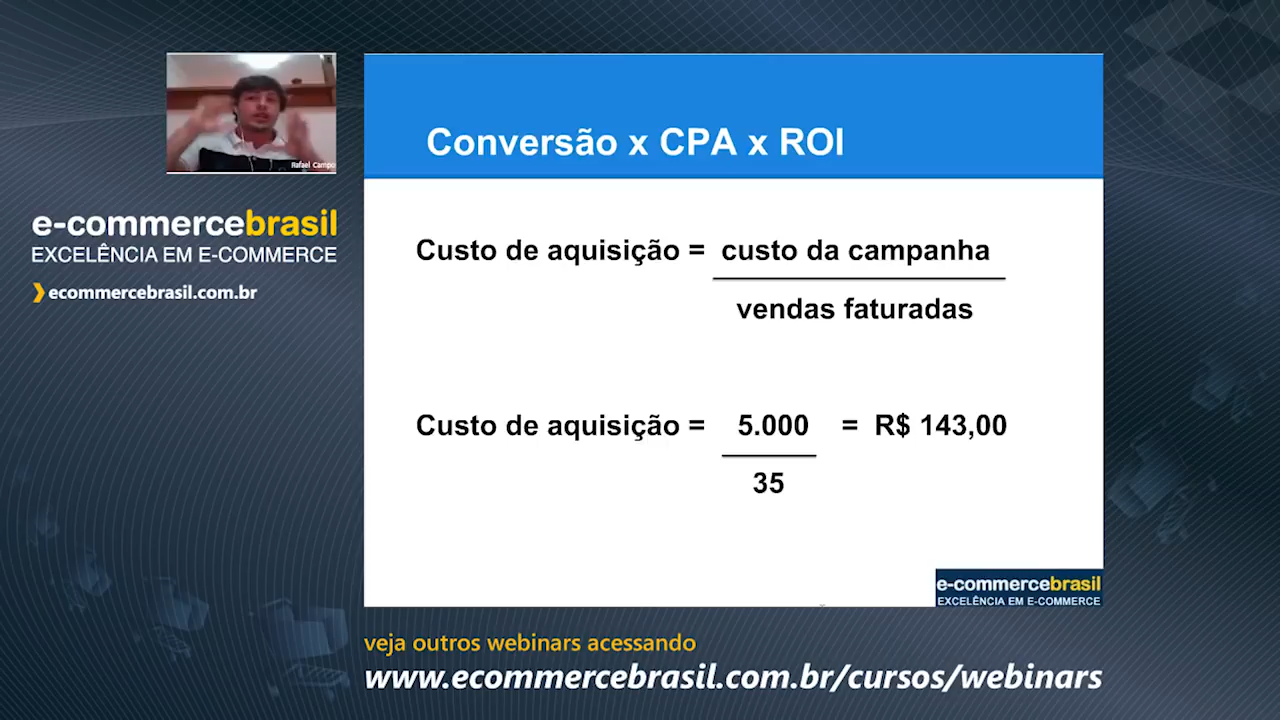 Rafael Campo
e-commercebrasil
EXCELÊNCIA EM E-COMMERCE
ecommercebrasil.com.br
Conversão x CPA x ROI
Custo de aquisição = custo da campanha
vendas faturadas
Custo de aquisição = 5.000 = R$ 143,00
35
e-commercebrasil
EXCELÊNCIA EM E-COMMERCE
veja outros webinars acessando
www.ecommercebrasil.com.br/cursos/webinars